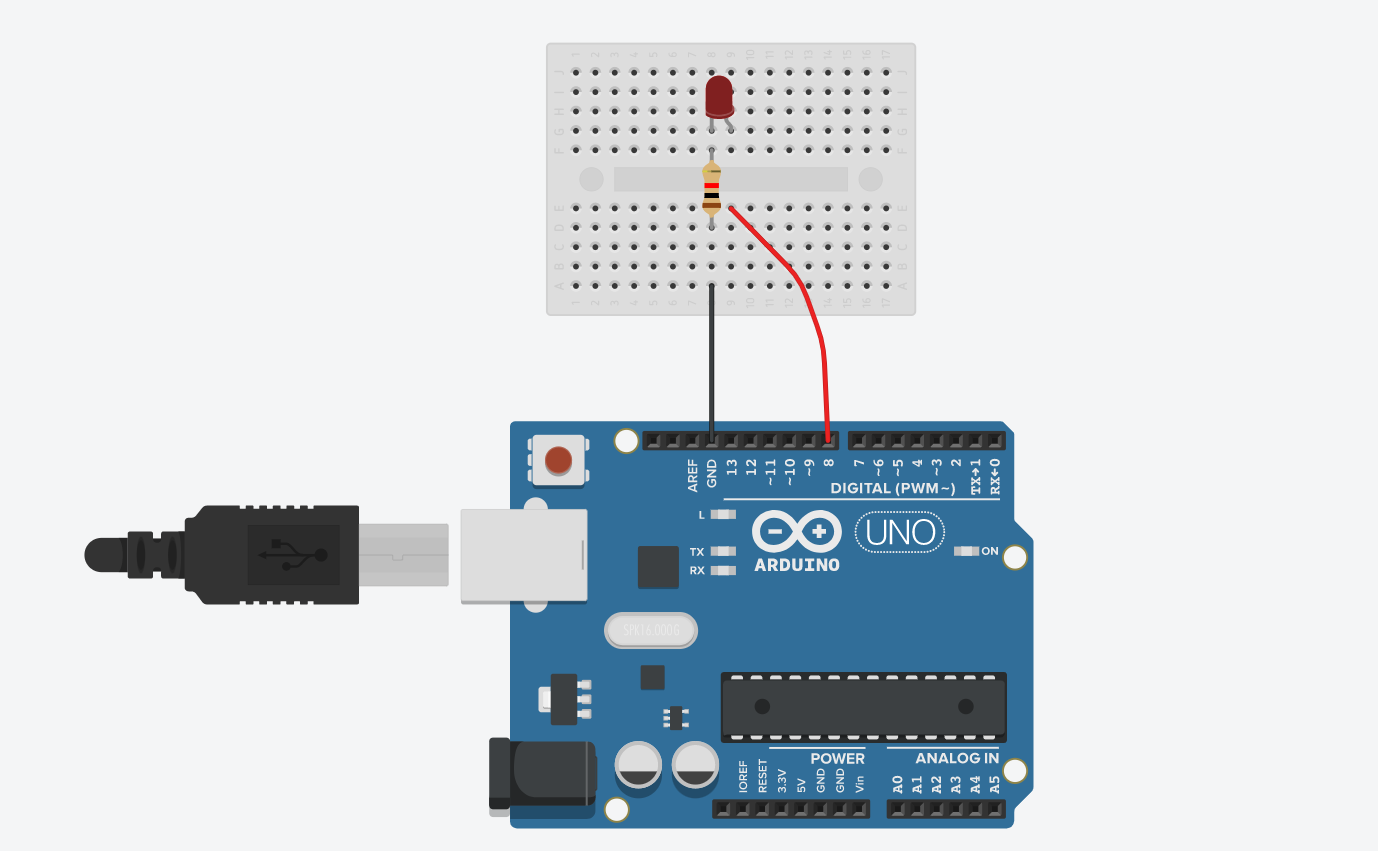 1 2 3 4 5 6 7 8 9 10 11 12 13 14 15 16 17
J J
I I
H H
G G
F F
E E
D D
C C
B B
A A
1 2 3 4 5 6 7 9 10 11 12 14 15 16 17
AREF GND 13 12 ~11 ~10 ~9 8 7 ~6 ~5 4 ~3 2 TX→1 RX←0
DIGITAL (PWM~)
L
UNO
TX
ON
RX
ARDUINO
SPK16.000G
POWER
ANALOG IN
IOREF RESET 3.3V 5V GND GND Vin A0 A1 A2 A3 A4 A5